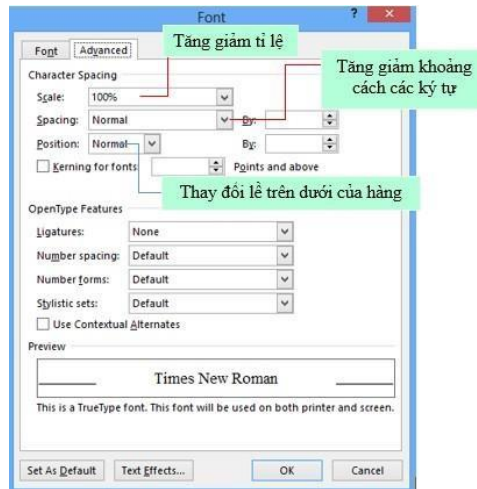 Font
? ×
Font
Advanced
Tăng giảm tỉ lệ
Character Spacing
Tăng giảm khoảng
cách các ký tự
Scale: 100%
Spacing: Normal By:
Position: Normal By:
Kerning for fonts: Points and above
Thay đổi lề trên dưới của hàng
OpenType Features
Ligatures: None
Number spacing: Default
Number forms: Default
Stylistic sets: Default
Use Contextual Alternates
Preview
Times New Roman
This is a TrueType font. This font will be used on both printer and screen.
Set As Default
Text Effects...
OK
Cancel